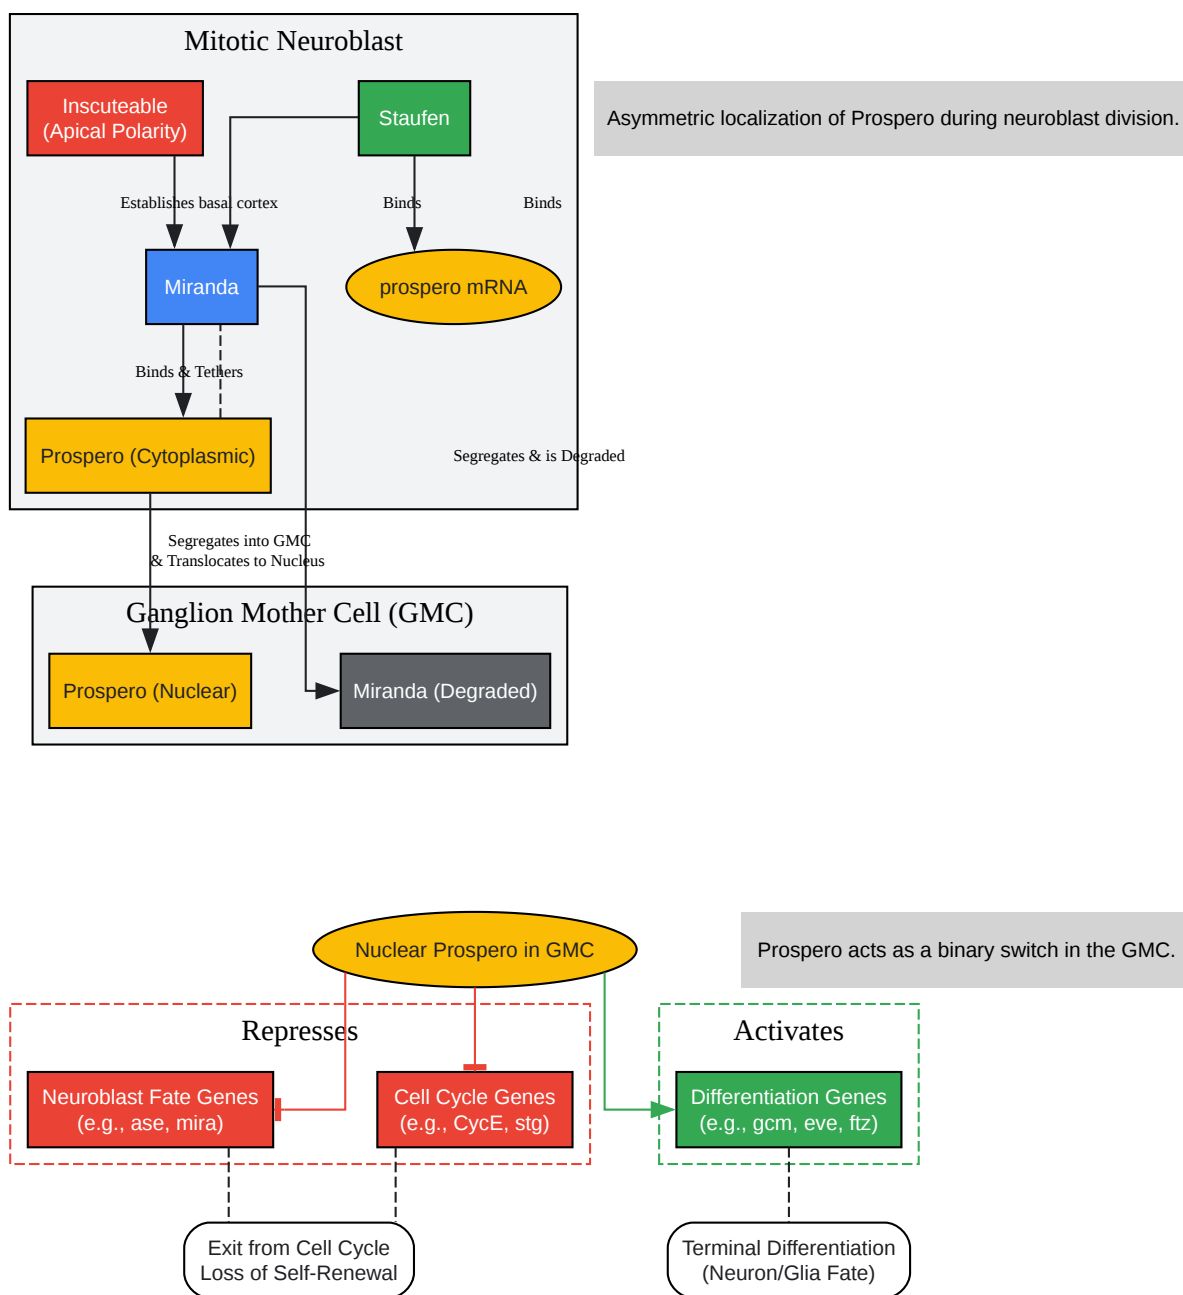 Mitotic Neuroblast
Inscuteable
(Apical Polarity)
Staufen
Asymmetric localization of Prospero during neuroblast division.
Establishes basal cortex
Binds
Binds
Miranda
prospero mRNA
Binds & Tethers
Prospero (Cytoplasmic)
Segregates & is Degraded
Segregates into GMC
& Translocates to Nucleus
Ganglion Mother Cell (GMC)
Prospero (Nuclear)
Miranda (Degraded)
Nuclear Prospero in GMC
Prospero acts as a binary switch in the GMC.
Represses
Activates
Neuroblast Fate Genes
(e.g., ase, mira)
Cell Cycle Genes
(e.g., CycE, stg)
Differentiation Genes
(e.g., gcm, eve, ftz)
Exit from Cell Cycle
Loss of Self-Renewal
Terminal Differentiation
(Neuron/Glia Fate)